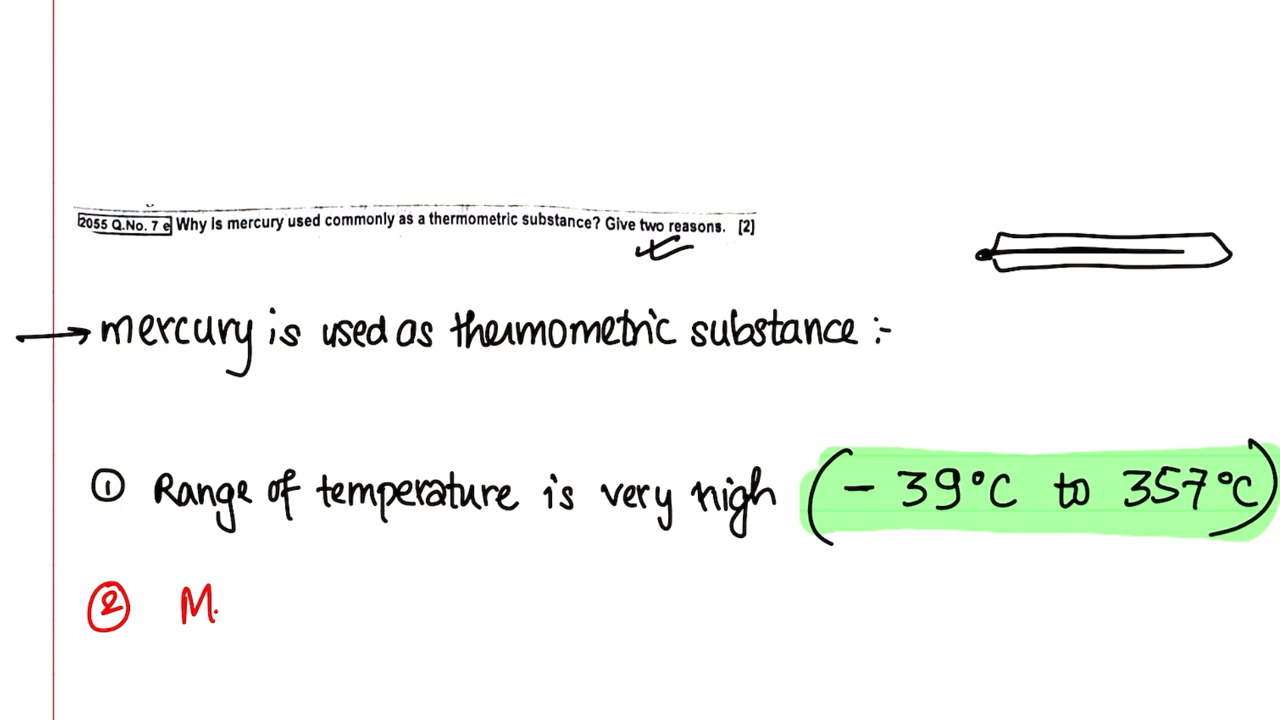 2055 Q.No. 7 e Why is mercury used commonly as a thermometric substance? Give two reasons. [2]
→ mercury is used as thermometric substance :-
① Range of temperature is very high (- 39°C to 357°C)
② M.